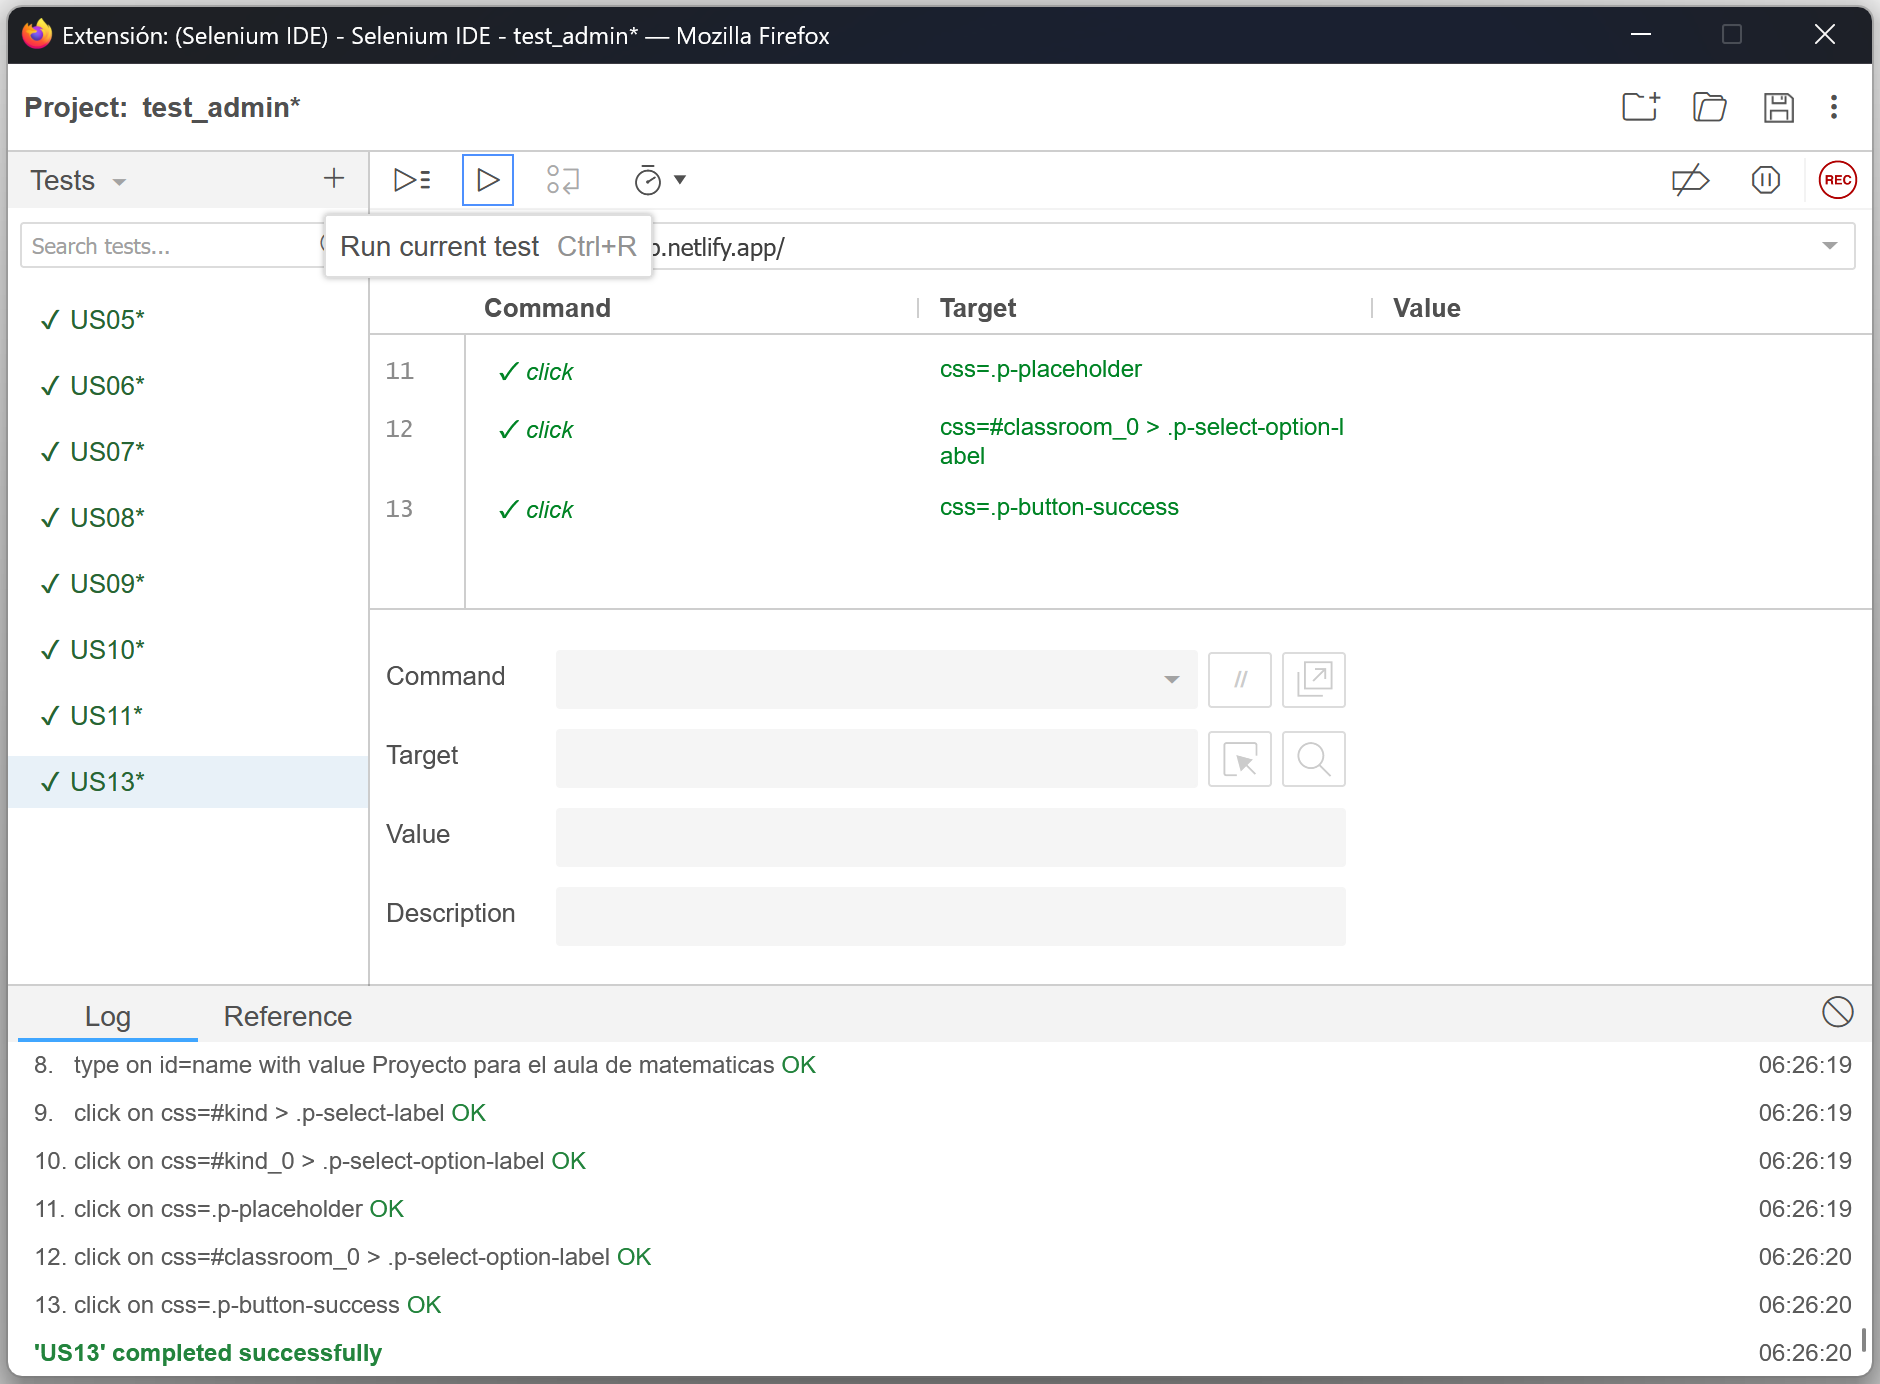 Extensión: (Selenium IDE) - Selenium IDE - test_admin* — Mozilla Firefox
Project: test_admin*
Tests
REC
Search tests...
Run current test Ctrl+R
.netlify.app/
Command Target Value
US05*
US06*
US07*
US08*
US09*
US10*
US11*
US13*
11 click css=.p-placeholder
12 click css=#classroom_0 > .p-select-option-l
abel
13 click css=.p-button-success
Command
//
Target
Value
Description
Log Reference
8. type on id=name with value Proyecto para el aula de matematicas OK 06:26:19
9. click on css=#kind > .p-select-label OK 06:26:19
10. click on css=#kind_0 > .p-select-option-label OK 06:26:19
11. click on css=.p-placeholder OK 06:26:19
12. click on css=#classroom_0 > .p-select-option-label OK 06:26:20
13. click on css=.p-button-success OK 06:26:20
'US13' completed successfully 06:26:20